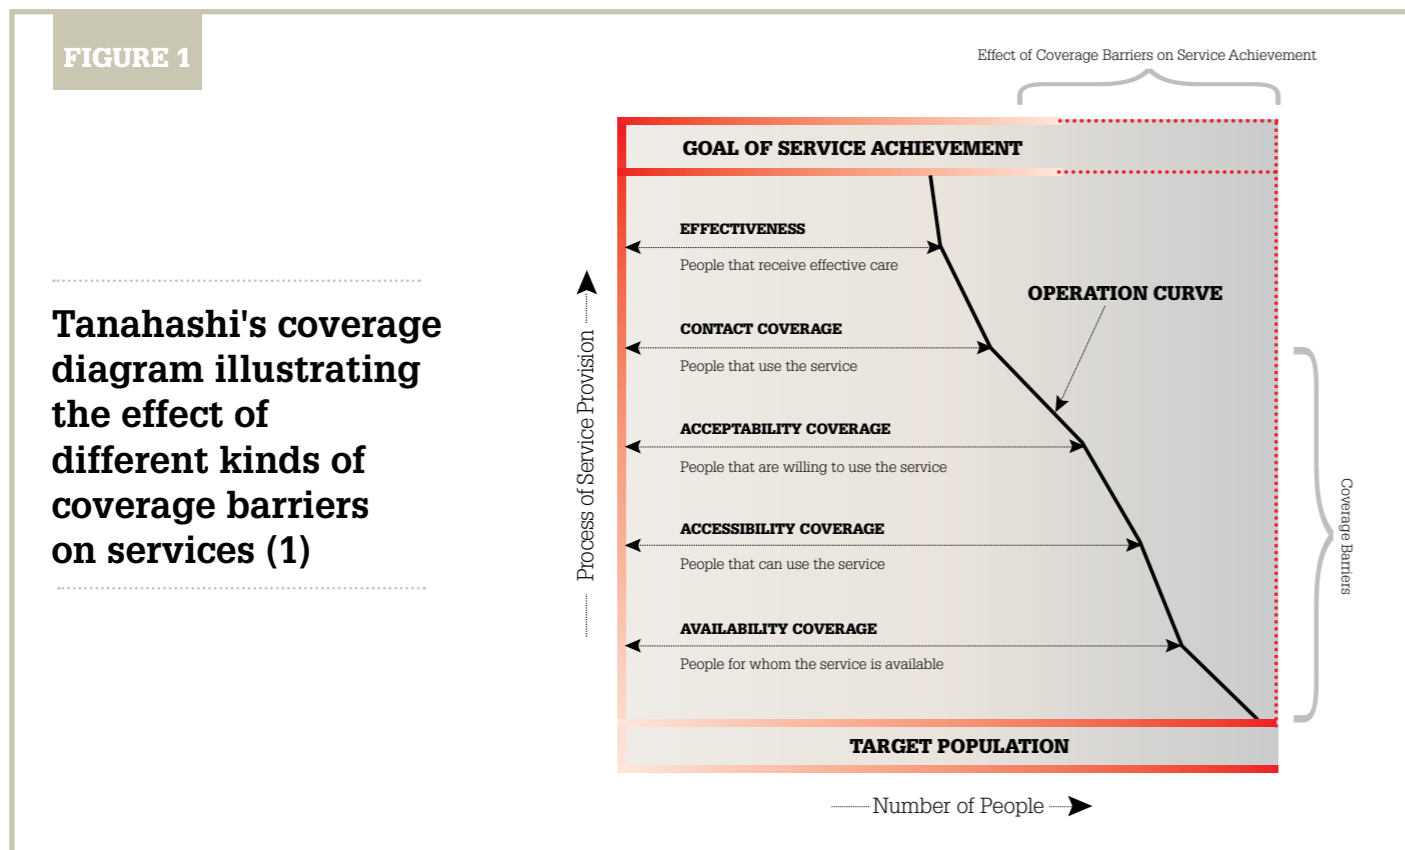 FIGURE 1
Tanahashi's coverage
diagram illustrating
the effect of
different kinds of
coverage barriers
on services (1)
Effect of Coverage Barriers on Service Achievement
GOAL OF SERVICE ACHIEVEMENT
EFFECTIVENESS
People that receive effective care
OPERATION CURVE
CONTACT COVERAGE
People that use the service
ACCEPTABILITY COVERAGE
People that are willing to use the service
ACCESSIBILITY COVERAGE
People that can use the service
AVAILABILITY COVERAGE
People for whom the service is available
TARGET POPULATION
Process of Service Provision
Number of People
Coverage Barriers